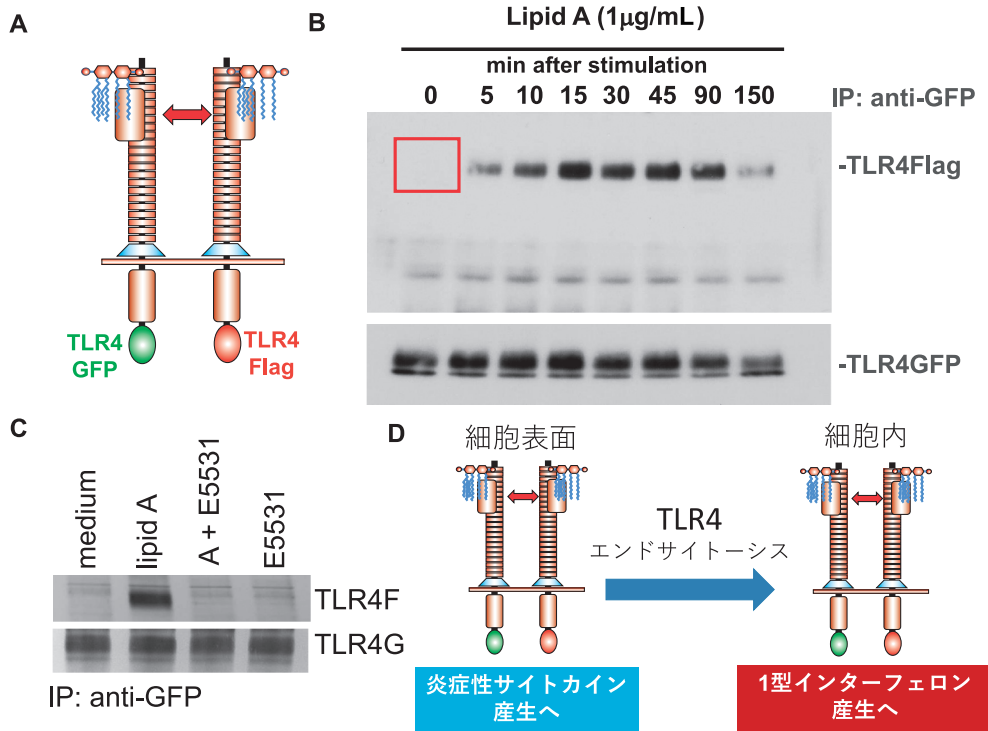 A
TLR4
GFP
TLR4
Flag
B
Lipid A (1μg/mL)
min after stimulation
0 5 10 15 30 45 90 150
IP: anti-GFP
-TLR4Flag
-TLR4GFP
C
medium
lipid A
A + E5531
E5531
TLR4F
TLR4G
IP: anti-GFP
D
細胞表面
細胞内
TLR4
エンドサイトーシス
炎症性サイトカイン
産生へ
1型インターフェロン
産生へ